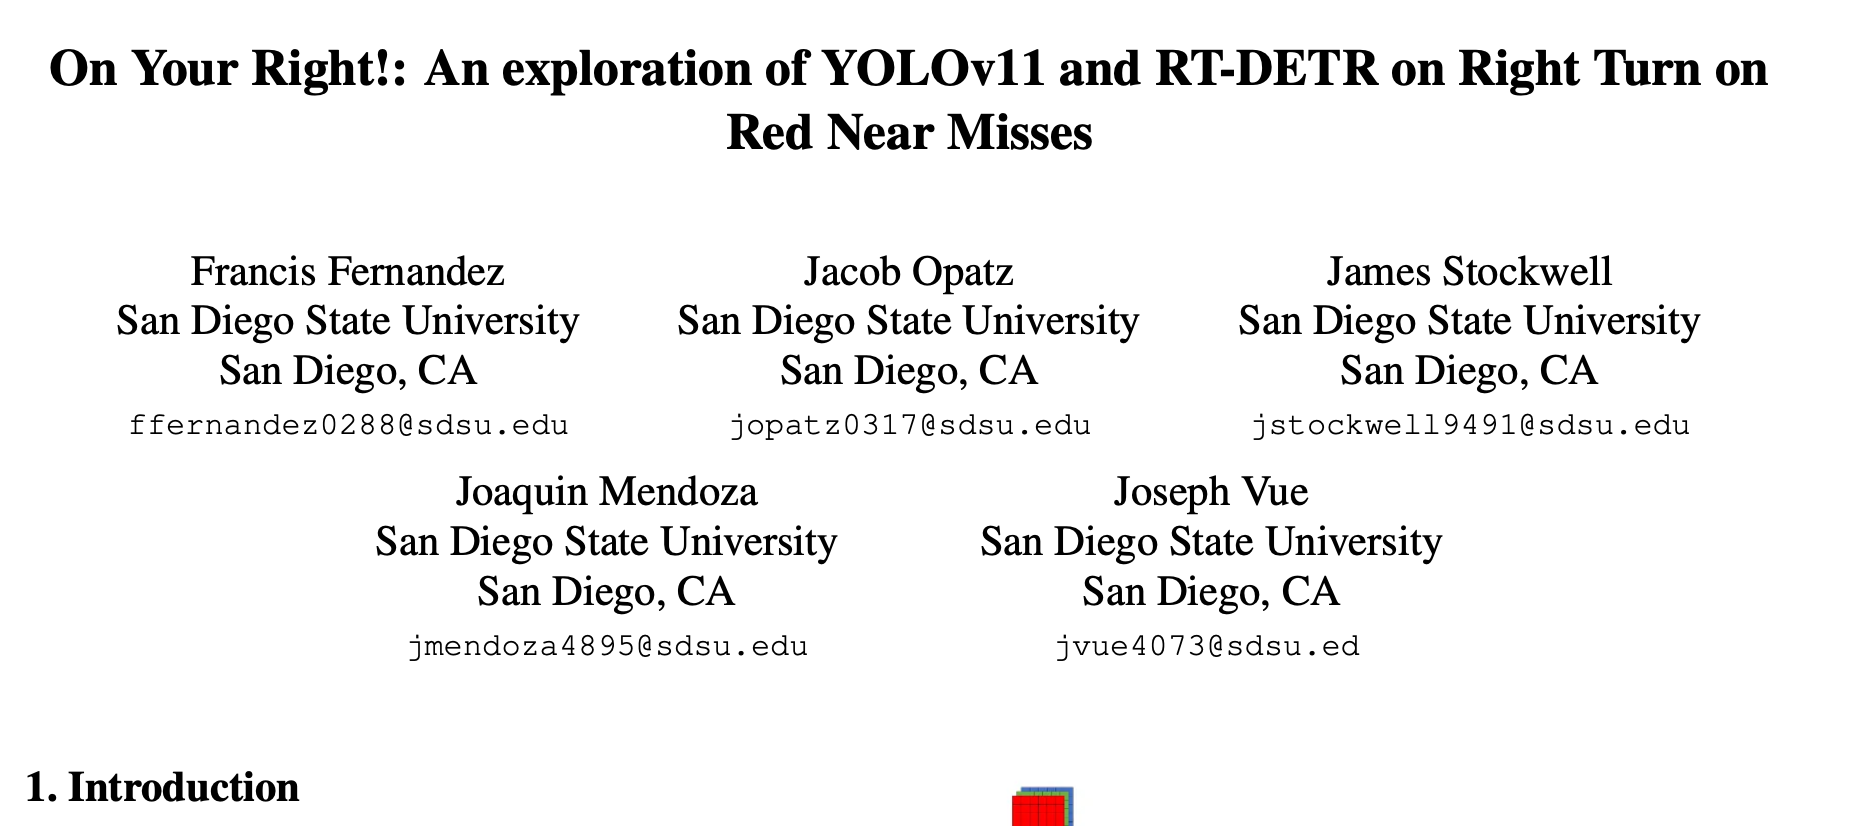 On Your Right!: An exploration of YOLOv11 and RT-DETR on Right Turn on
Red Near Misses
Francis Fernandez
San Diego State University
San Diego, CA
ffernandez0288@sdsu.edu
Jacob Opatz
San Diego State University
San Diego, CA
jopatz0317@sdsu.edu
James Stockwell
San Diego State University
San Diego, CA
jstockwell9491@sdsu.edu
Joaquin Mendoza
San Diego State University
San Diego, CA
jmendoza4895@sdsu.edu
Joseph Vue
San Diego State University
San Diego, CA
jvue4073@sdsu.ed
1. Introduction